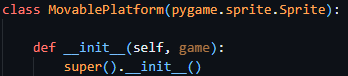 class MovablePlatform(pygame.sprite.Sprite):
def __init__(self, game):
super().__init__()